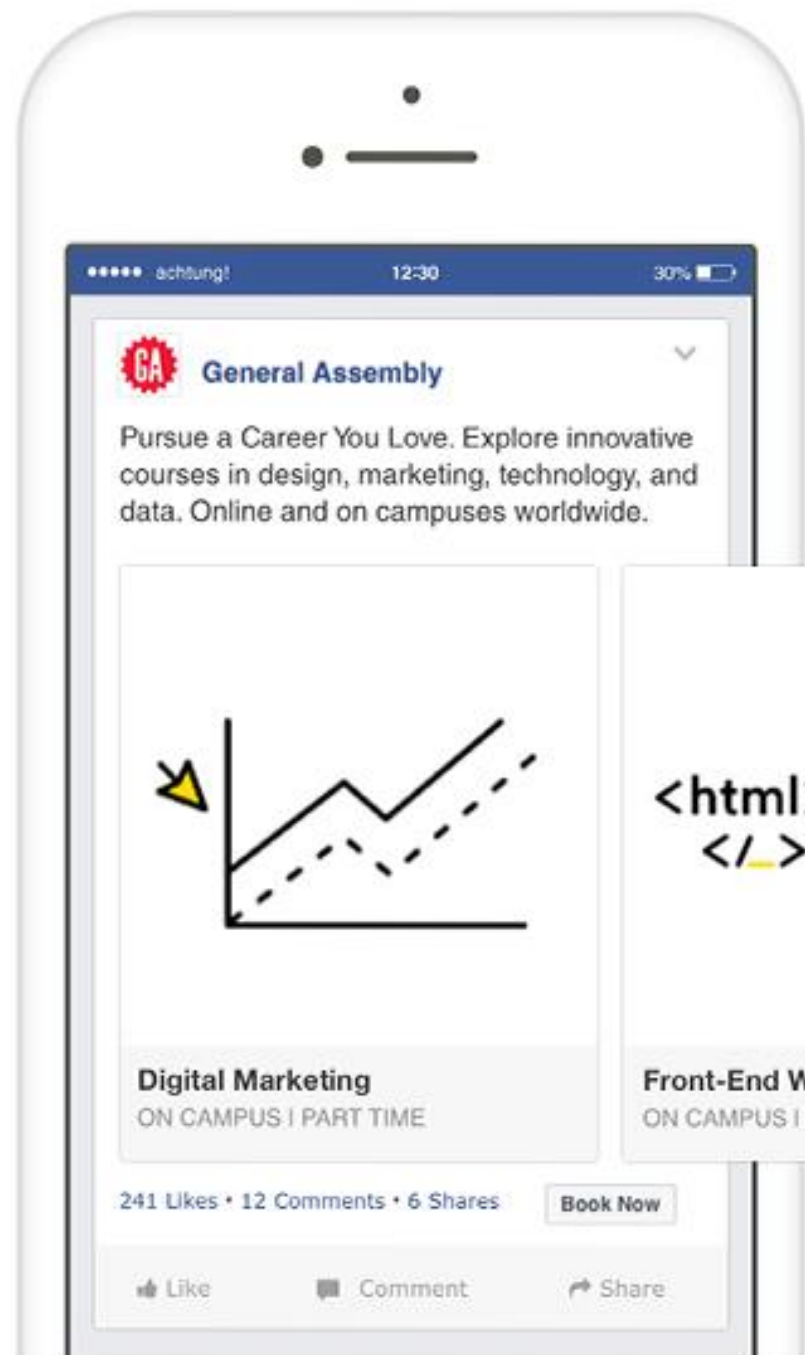 achtung! 12:30 30%
GA General Assembly
Pursue a Career You Love. Explore innovative
courses in design, marketing, technology, and
data. Online and on campuses worldwide.
<html>
</_>
Digital Marketing
ON CAMPUS | PART TIME
Front-End W
ON CAMPUS |
241 Likes • 12 Comments • 6 Shares Book Now
Like Comment Share